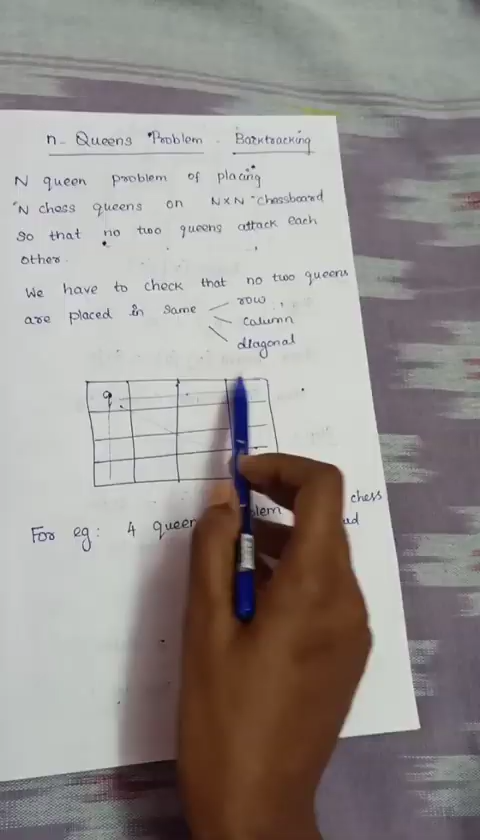 n- Queens Problem - Backtracking
N queen problem of placing
N chess queens on NxN chessboard
so that no two queens attack each
other.
We have to check that no two queens
are placed in same row,
column
diagonal
q
For eg: 4 queen chess